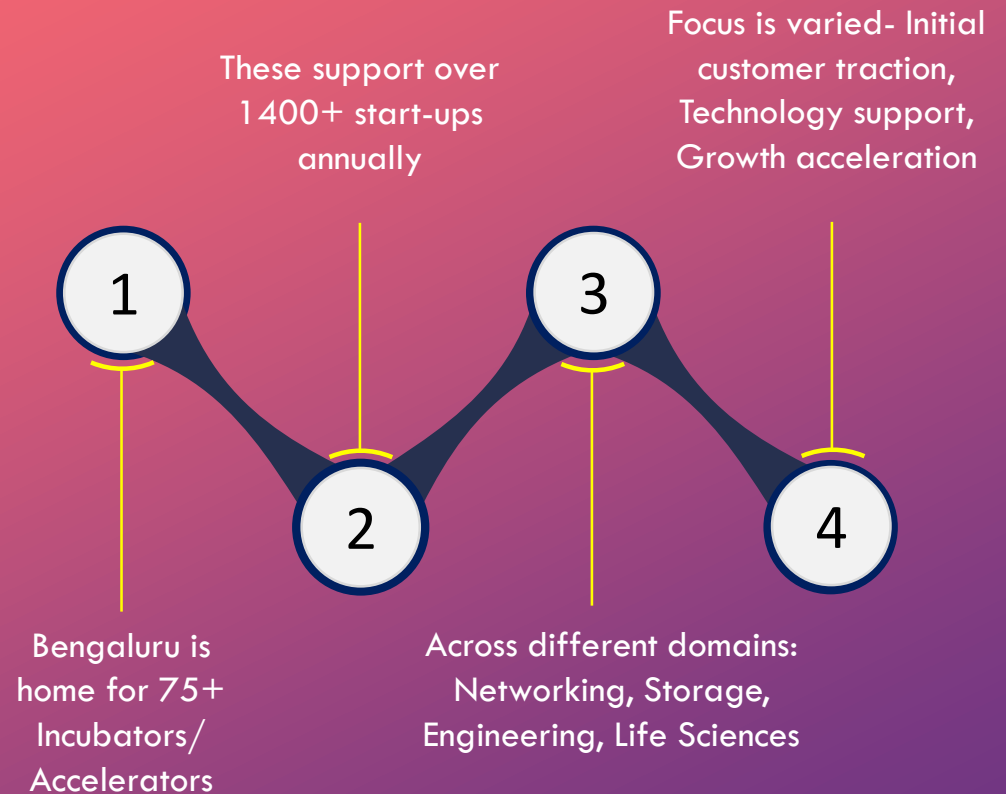 1
Bengaluru is
home for 75+
Incubators/
Accelerators
These support over
1400+ start-ups
annually
2
3
Across different domains:
Networking, Storage,
Engineering, Life Sciences
Focus is varied- Initial
customer traction,
Technology support,
Growth acceleration
4